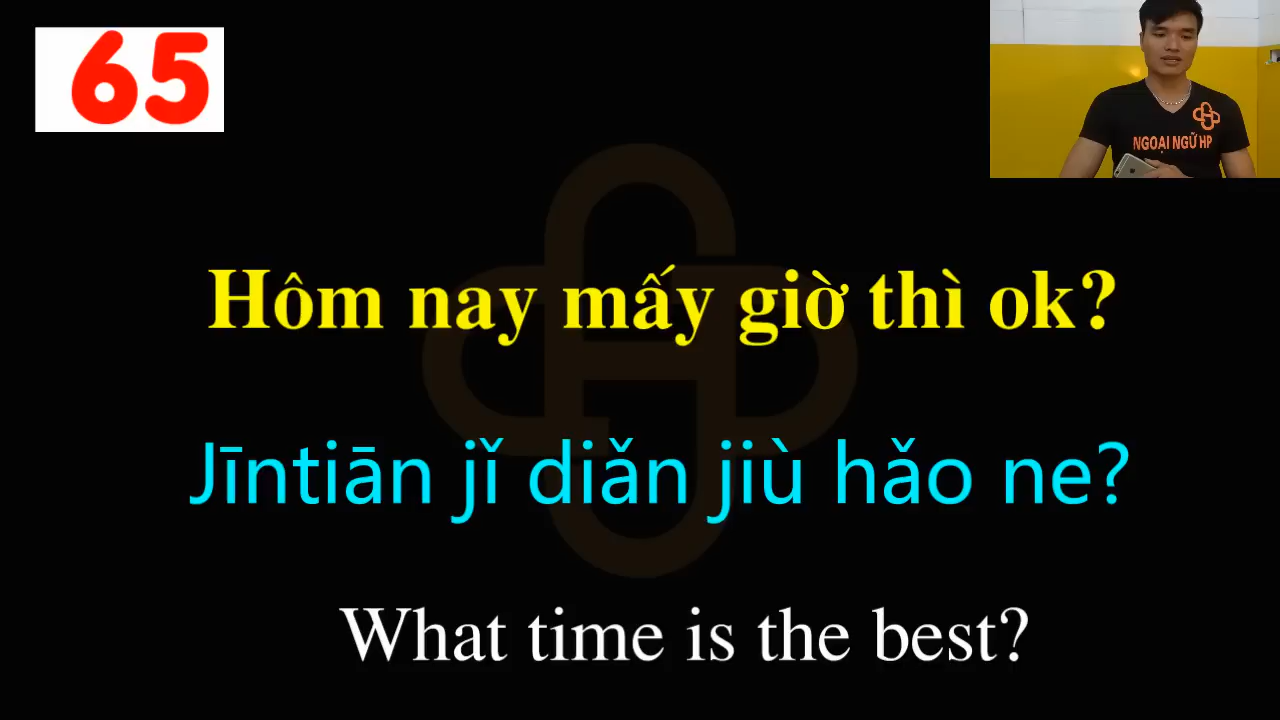 65
NGOẠI NGỮ HP
Hôm nay mấy giờ thì ok?
Jīntiān jǐ diǎn jiù hǎo ne?
What time is the best?